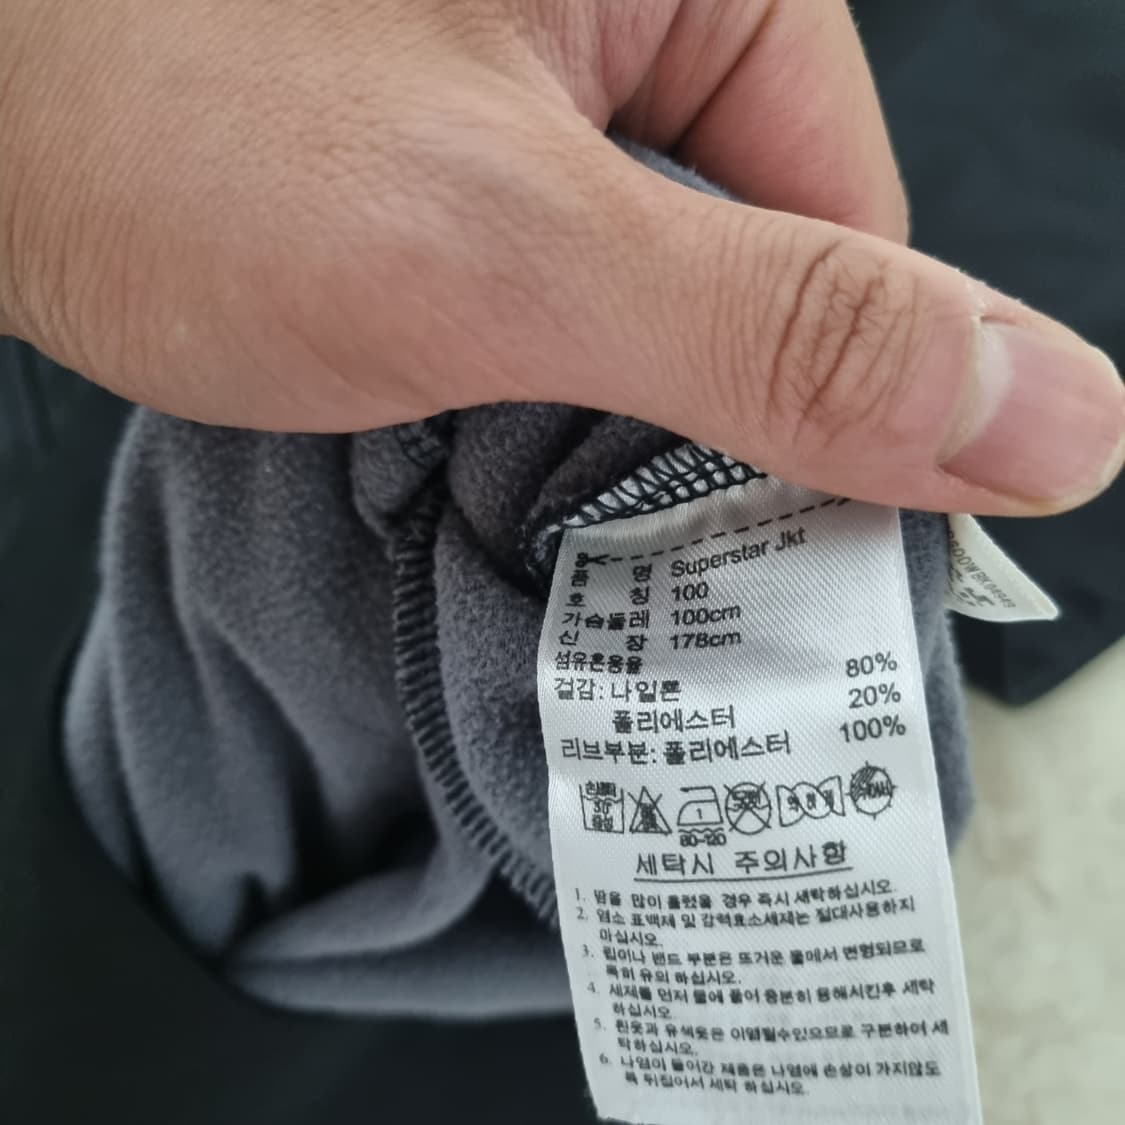 품 명 Superstar Jkt
호 칭 100
가슴둘레 100cm
신 장 178cm
섬유혼용율
겉감: 나일론 80%
폴리에스터 20%
리브부분: 폴리에스터 100%
손세탁
30°
중성
1
80-120
세탁시 주의사항
1. 땀을 많이 흘렸을 경우 즉시 세탁하십시오.
2. 염소 표백제 및 강력효소세제는 절대사용하지
마십시오.
3. 립이나 밴드 부분은 뜨거운 물에서 변형되므로
특히 유의 하십시오.
4. 세제를 먼저 물에 풀어 충분히 용해시킨후 세탁
하십시오.
5. 흰옷과 유색옷은 이염될수있으므로 구분하여 세
탁하십시오.
6. 나염이 들어간 제품은 나염에 손상이 가지않도
록 뒤집어서 세탁 하십시오.